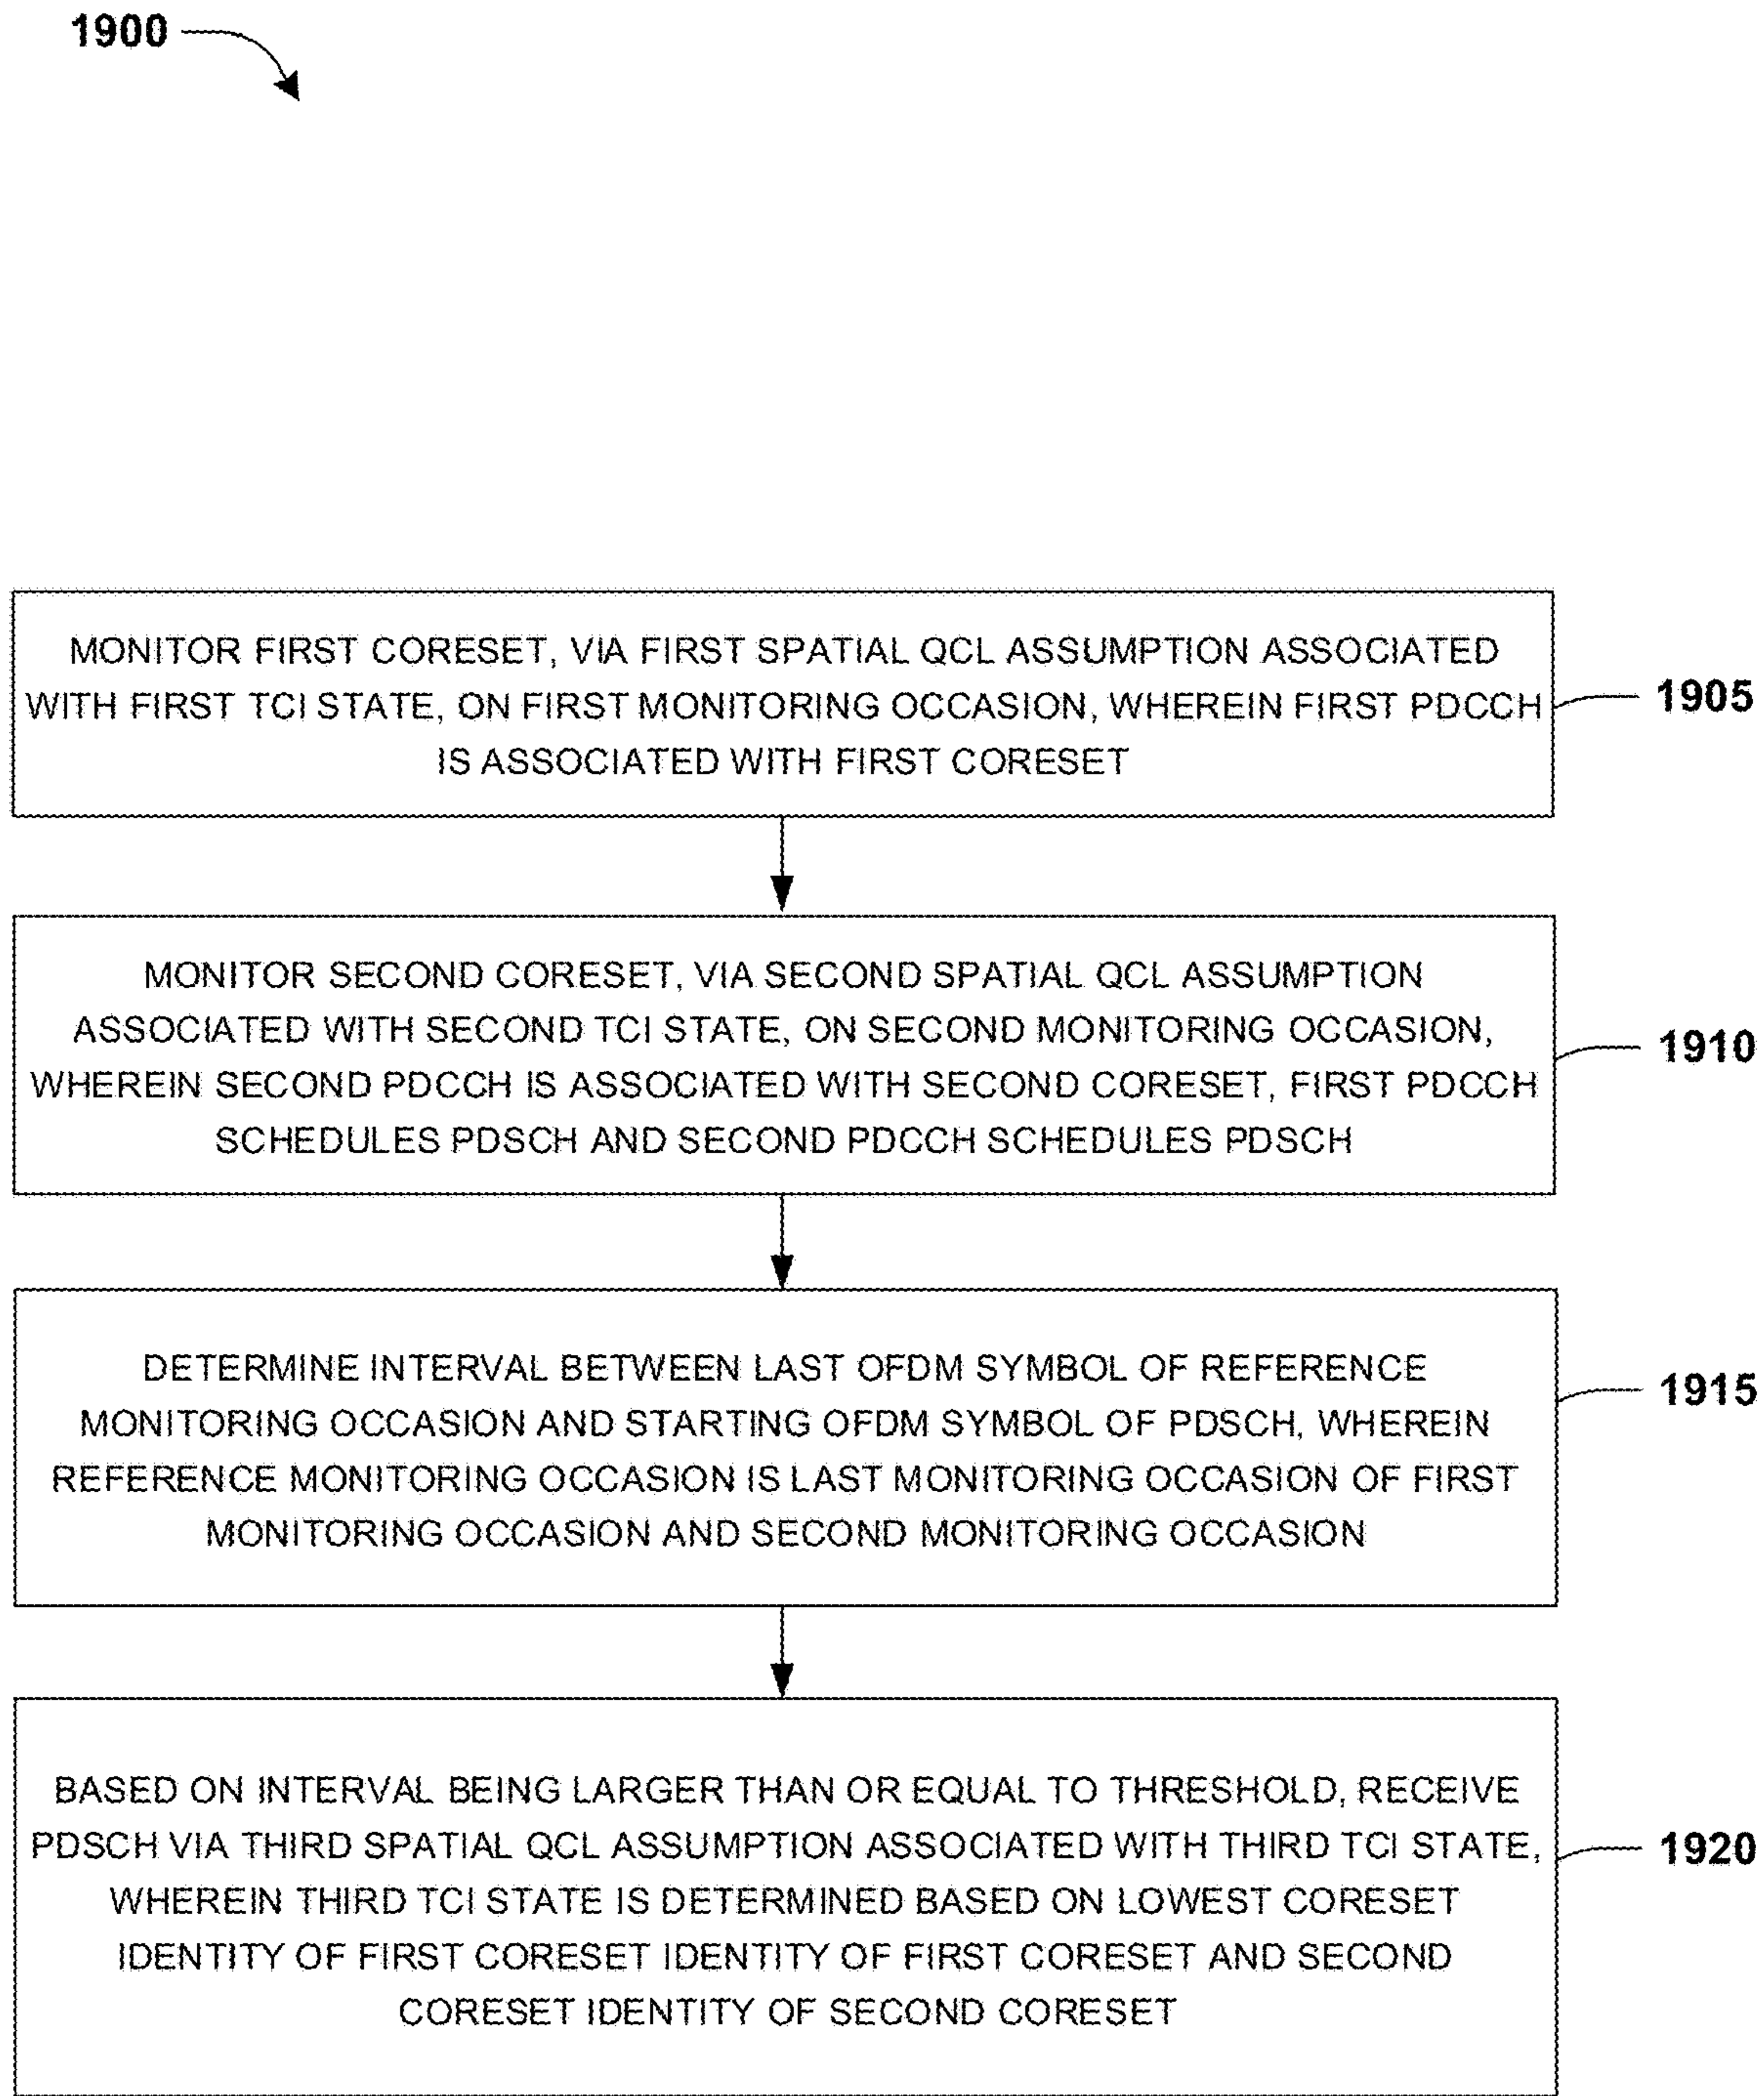 1900
MONITOR FIRST CORESET, VIA FIRST SPATIAL QCL ASSUMPTION ASSOCIATED
WITH FIRST TCI STATE, ON FIRST MONITORING OCCASION, WHEREIN FIRST PDCCH
IS ASSOCIATED WITH FIRST CORESET
1905
MONITOR SECOND CORESET, VIA SECOND SPATIAL QCL ASSUMPTION
ASSOCIATED WITH SECOND TCI STATE, ON SECOND MONITORING OCCASION,
WHEREIN SECOND PDCCH IS ASSOCIATED WITH SECOND CORESET, FIRST PDCCH
SCHEDULES PDSCH AND SECOND PDCCH SCHEDULES PDSCH
1910
DETERMINE INTERVAL BETWEEN LAST OFDM SYMBOL OF REFERENCE
MONITORING OCCASION AND STARTING OFDM SYMBOL OF PDSCH, WHEREIN
REFERENCE MONITORING OCCASION IS LAST MONITORING OCCASION OF FIRST
MONITORING OCCASION AND SECOND MONITORING OCCASION
1915
BASED ON INTERVAL BEING LARGER THAN OR EQUAL TO THRESHOLD, RECEIVE
PDSCH VIA THIRD SPATIAL QCL ASSUMPTION ASSOCIATED WITH THIRD TCI STATE,
WHEREIN THIRD TCI STATE IS DETERMINED BASED ON LOWEST CORESET
IDENTITY OF FIRST CORESET IDENTITY OF FIRST CORESET AND SECOND
CORESET IDENTITY OF SECOND CORESET
1920